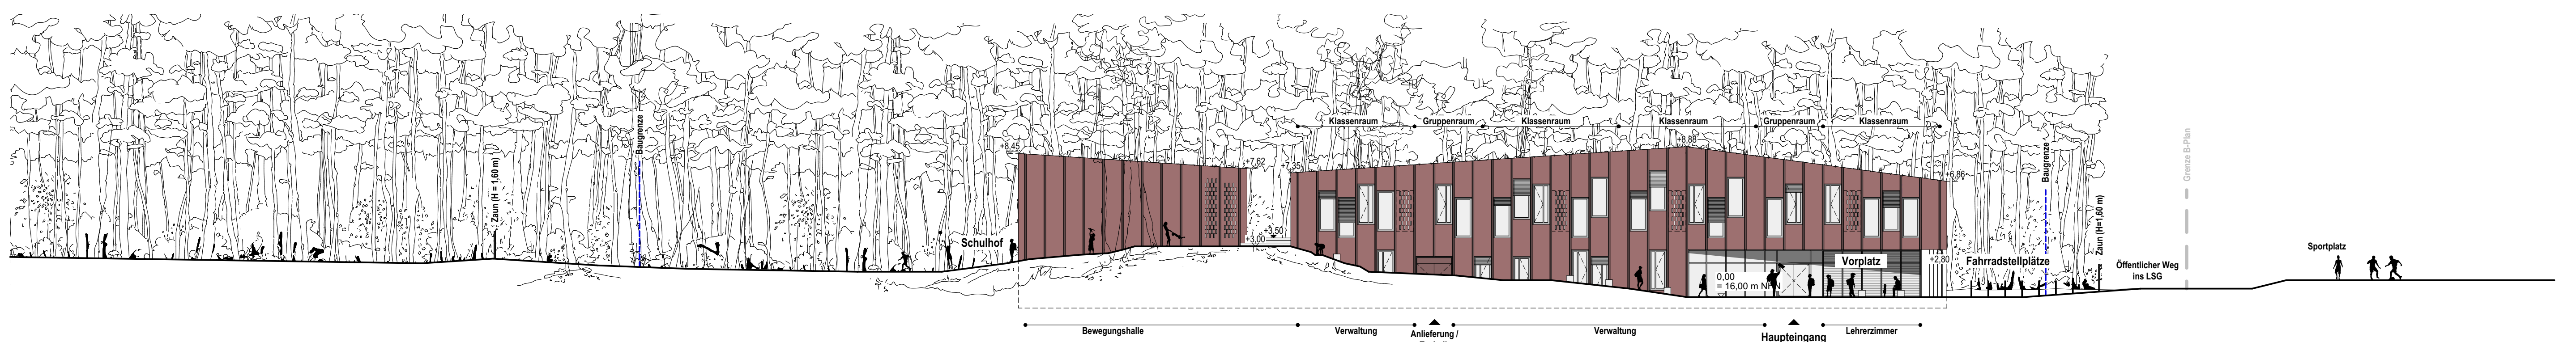 Klassenraum
Gruppenraum
Klassenraum
Klassenraum
Gruppenraum
Klassenraum
Baugrenze
Zaun (H = 1,60 m)
+8,45
+7,62
+7,35
+8,88
+6,86
Baugrenze
Zaun (H=1,60 m)
Grenze B-Plan
Schulhof
+3,00
+3,50
0,00
= 16,00 m NHN
Vorplatz
+2,80
Fahrradstellplätze
Öffentlicher Weg
ins LSG
Sportplatz
Bewegungshalle
Verwaltung
Anlieferung /
Verwaltung
Haupteingang
Lehrerzimmer